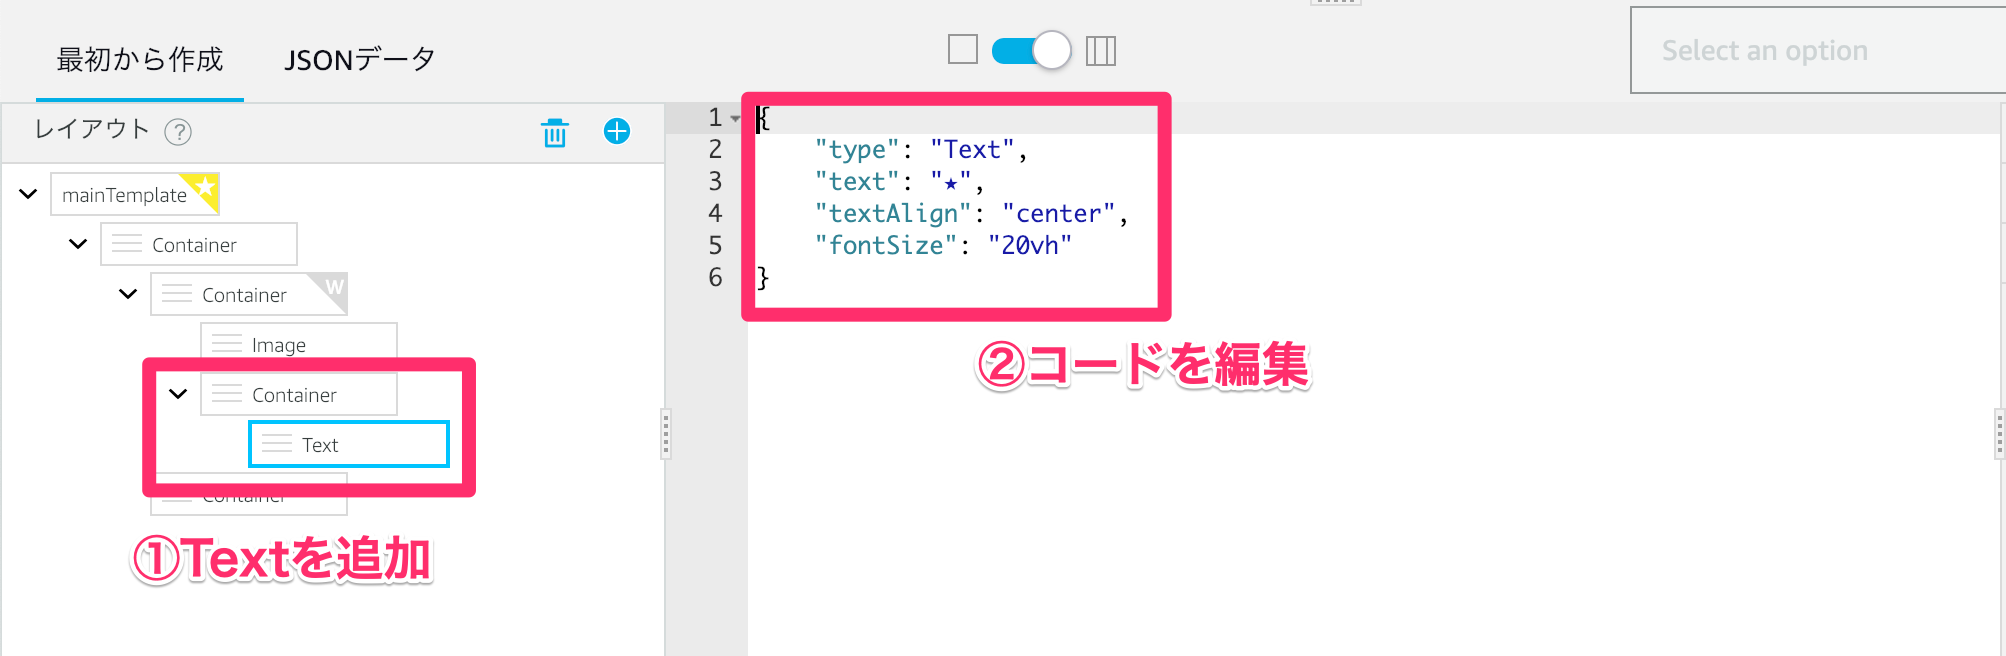 最初から作成
JSONデータ
Select an option
レイアウト ?
mainTemplate
Container
Container W
Image
Container
Text
Container
①Textを追加
1 {
2 "type": "Text",
3 "text": "★",
4 "textAlign": "center",
5 "fontSize": "20vh"
6 }
②コードを編集